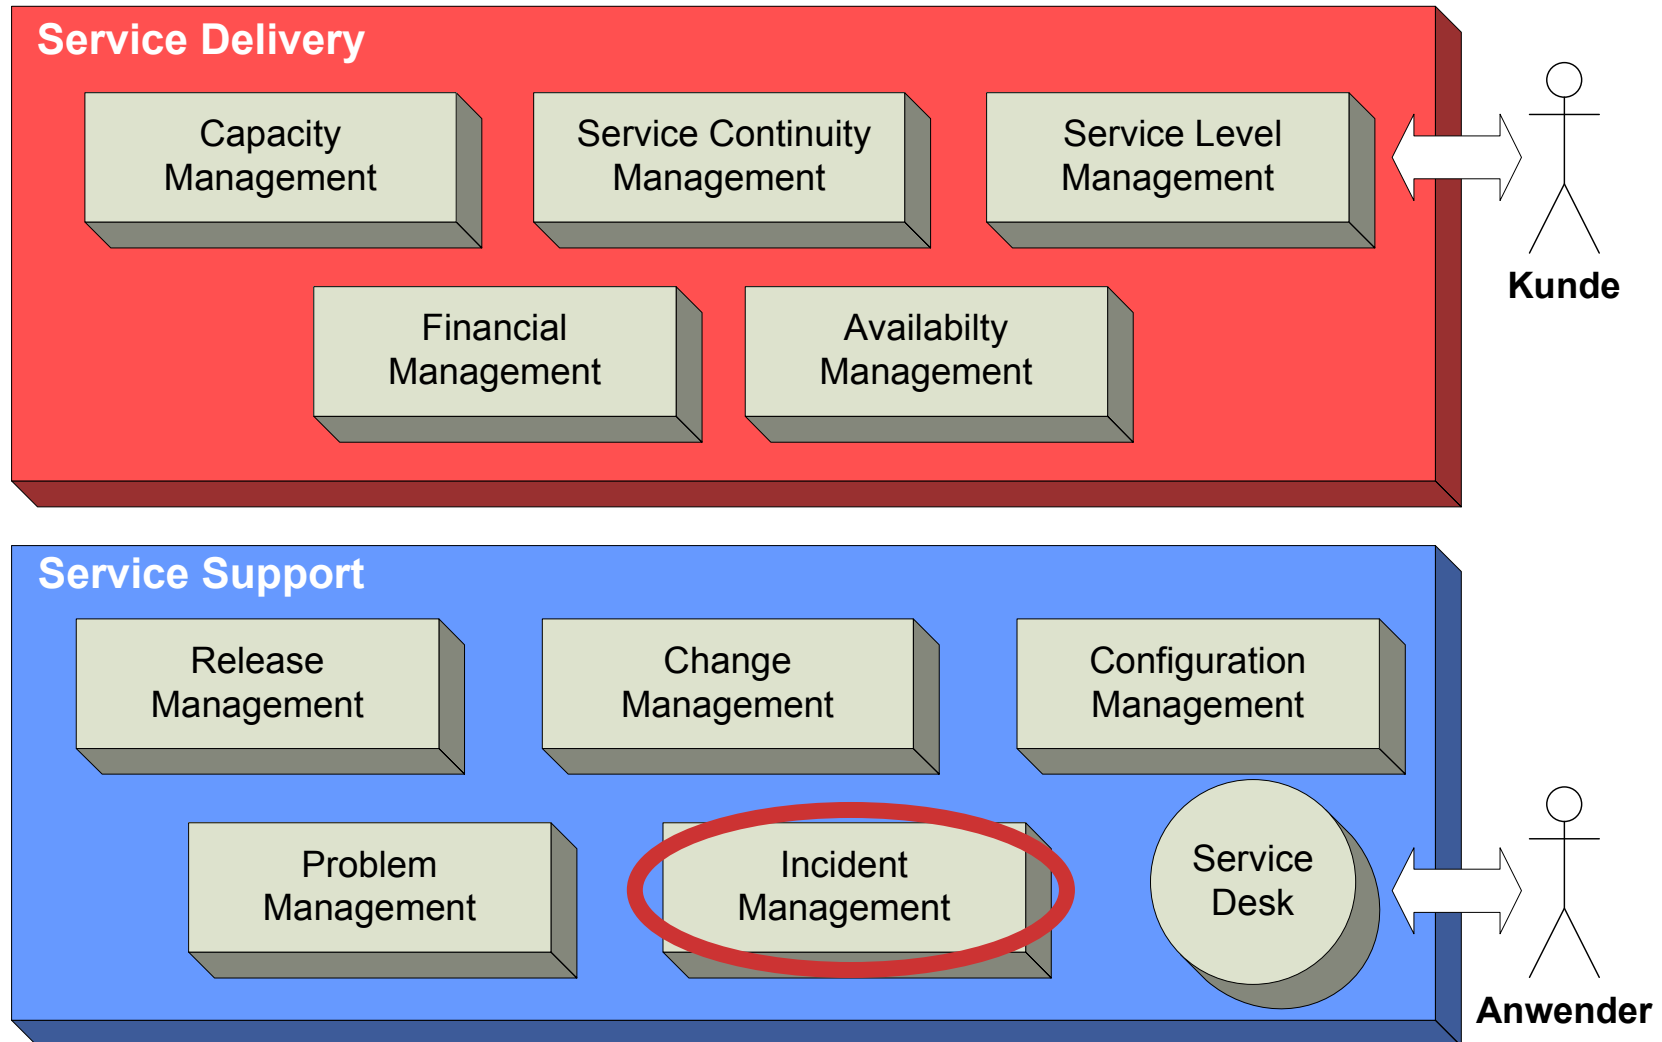 Service Delivery
Capacity
Management
Service Continuity
Management
Service Level
Management
Kunde
Financial
Management
Availabilty
Management
Service Support
Release
Management
Change
Management
Configuration
Management
Problem
Management
Incident
Management
Service
Desk
Anwender